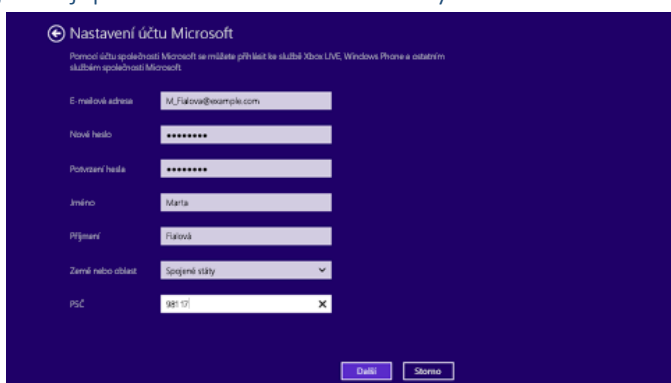 Nastavení účtu Microsoft
Pomocí účtu společnosti Microsoft se můžete přihlásit ke službě Xbox LIVE, Windows Phone a ostatním
službám společnosti Microsoft.
E-mailová adresa M_Fialova@example.com
Nové heslo ••••••••
Potvrzení hesla ••••••••
Jméno Marta
Příjmení Fialová
Země nebo oblast Spojené státy
PSČ 98117
Další Storno